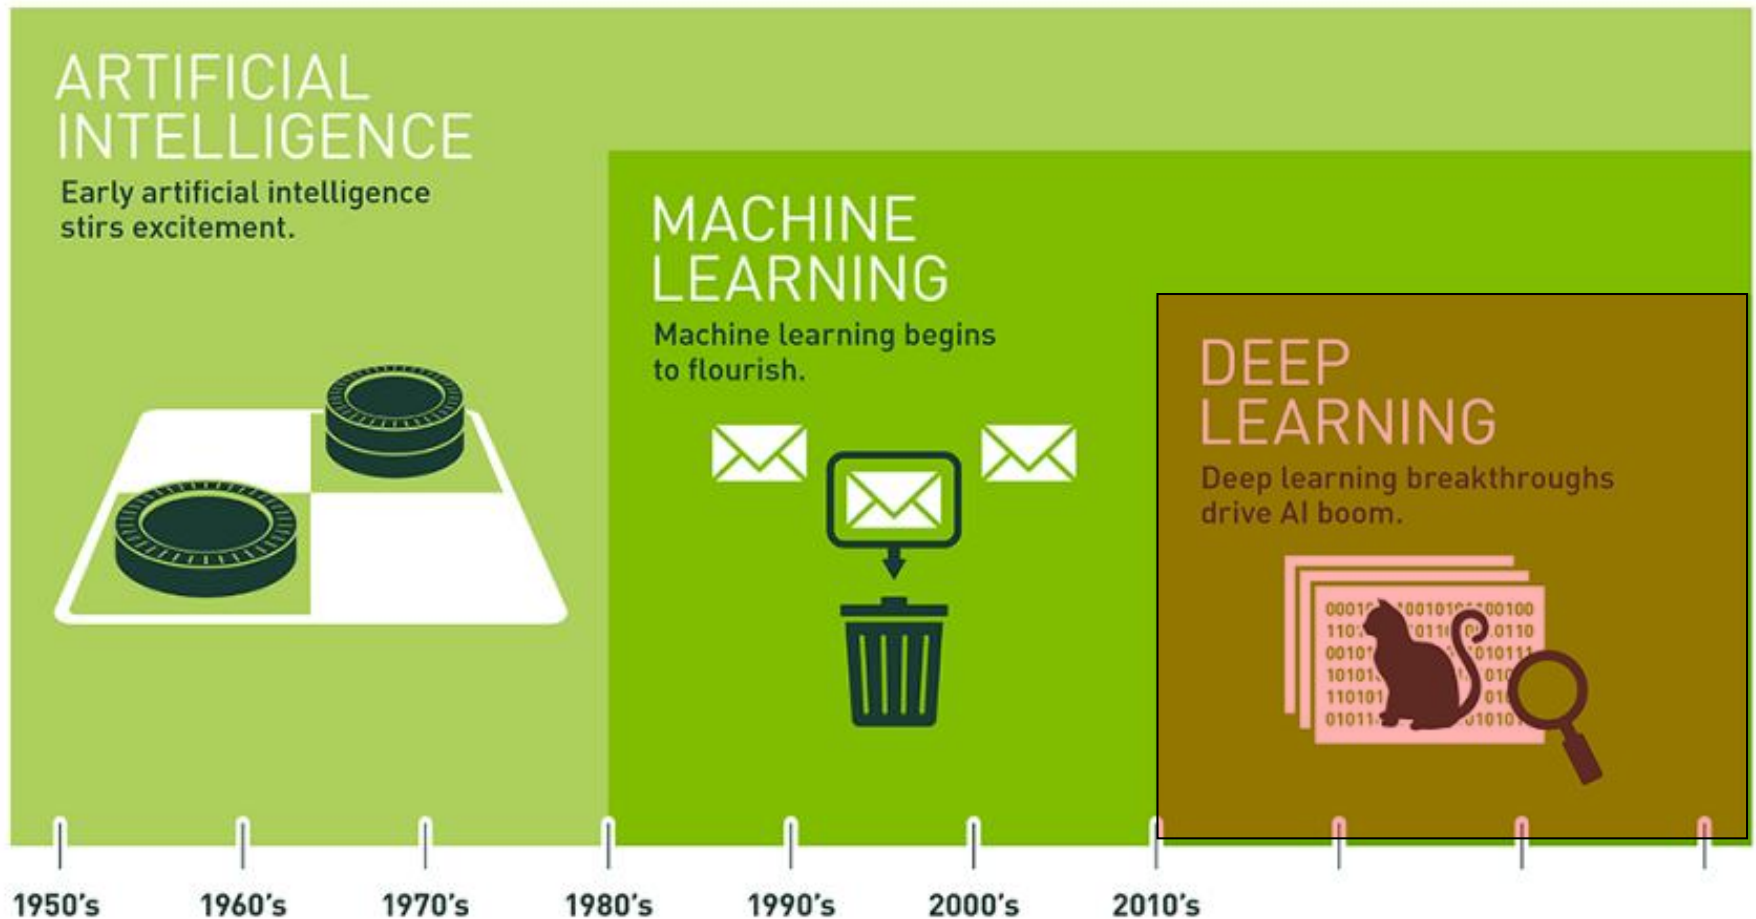 ARTIFICIAL
INTELLIGENCE
Early artificial intelligence
stirs excitement.
MACHINE
LEARNING
Machine learning begins
to flourish.
DEEP
LEARNING
Deep learning breakthroughs
drive AI boom.
1950's 1960's 1970's 1980's 1990's 2000's 2010's